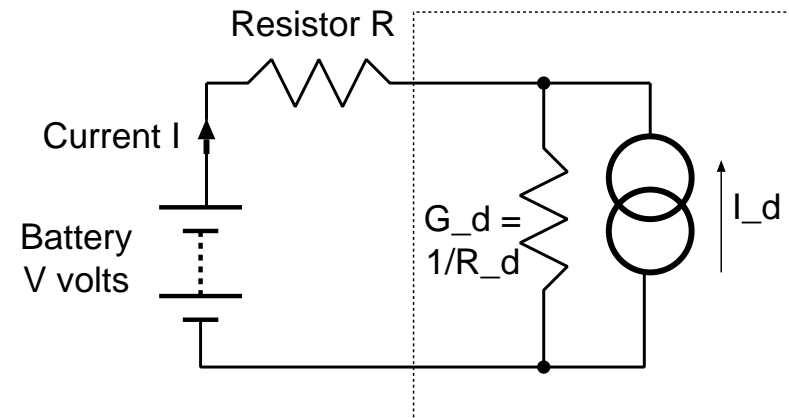 Resistor R
Current I
Battery
V volts
G_d =
1/R_d
I_d